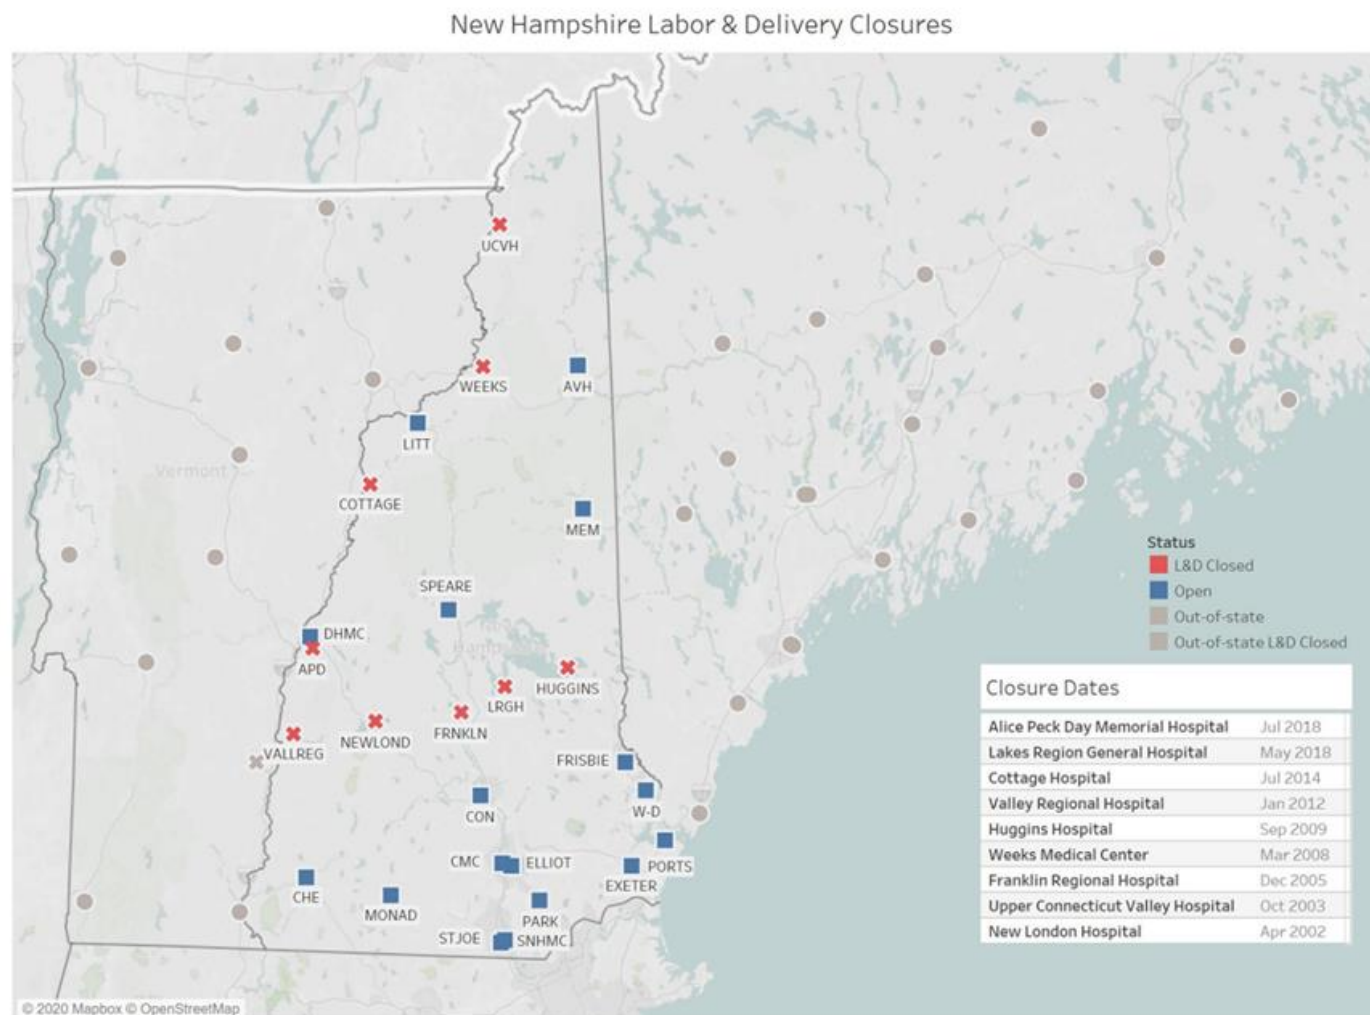 New Hampshire Labor & Delivery Closures
UCVH
WEEKS
AVH
LITT
Vermont
COTTAGE
MEM
SPEARE
DHMC
APD
HUGGINS
LRGH
FRNKLN
NEWLOND
VALLREG
FRISBIE
W-D
CON
PORTS
CMC
ELLIOT
EXETER
CHE
MONAD
PARK
STJOE
SNHMC
Status
L&D Closed
Open
Out-of-state
Out-of-state L&D Closed
Closure Dates
Alice Peck Day Memorial Hospital Jul 2018
Lakes Region General Hospital May 2018
Cottage Hospital Jul 2014
Valley Regional Hospital Jan 2012
Huggins Hospital Sep 2009
Weeks Medical Center Mar 2008
Franklin Regional Hospital Dec 2005
Upper Connecticut Valley Hospital Oct 2003
New London Hospital Apr 2002
© 2020 Mapbox © OpenStreetMap